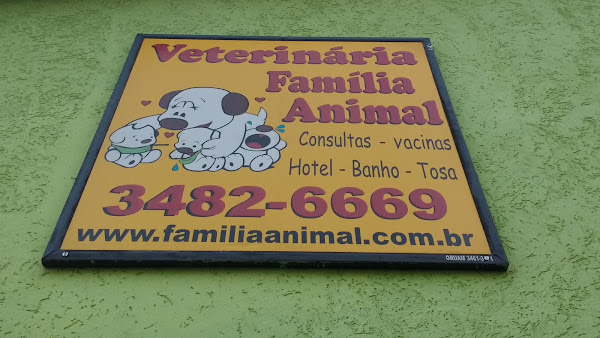 Veterinária
Família
Animal
Consultas - vacinas
Hotel - Banho - Tosa
3482-6669
www.familiaanimal.com.br